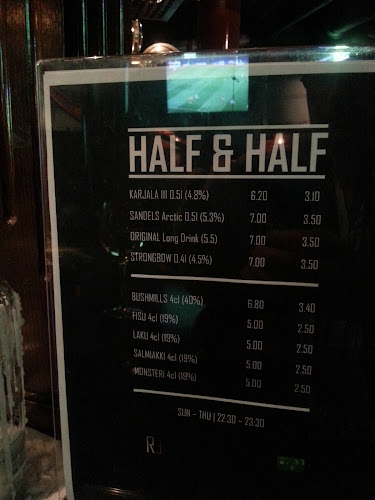 HALF & HALF
KARJALA III 0.5l (4.8%) 6.20 3.10
SANDELS Arctic 0.5l (5.3%) 7.00 3.50
ORIGINAL Long Drink (5.5) 7.00 3.50
STRONGBOW 0.4l (4.5%) 7.00 3.50
BUSHMILLS 4cl (40%) 6.80 3.40
FISU 4cl (19%) 5.00 2.50
LAKU 4cl (18%) 5.00 2.50
SALMIAKKI 4cl (19%) 5.00 2.50
MONSTERI 4cl (18%) 5.00 2.50
SUN - THU | 22:30 - 23:30